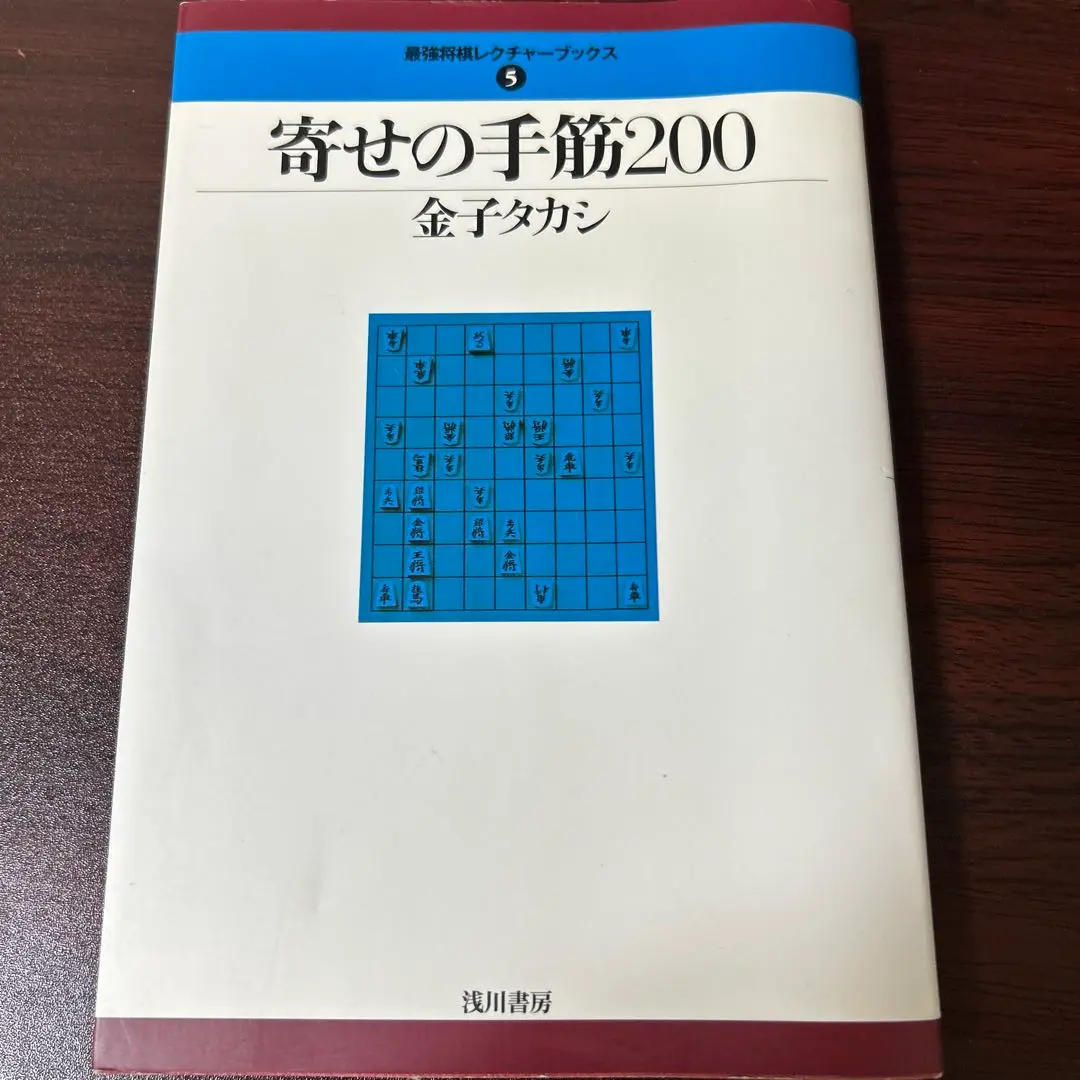 最強将棋レクチャーブックス
5
寄せの手筋200
金子タカシ
浅川書房